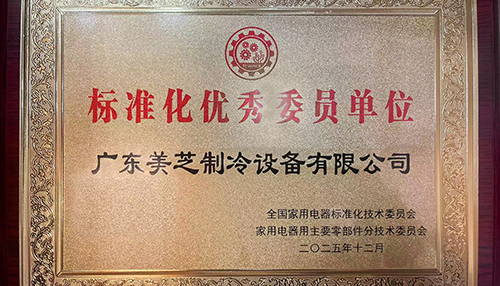 标准化优秀委员单位
广东美芝制冷设备有限公司
全国家用电器标准化技术委员会
家用电器用主要零部件分技术委员会
二〇二五年十二月